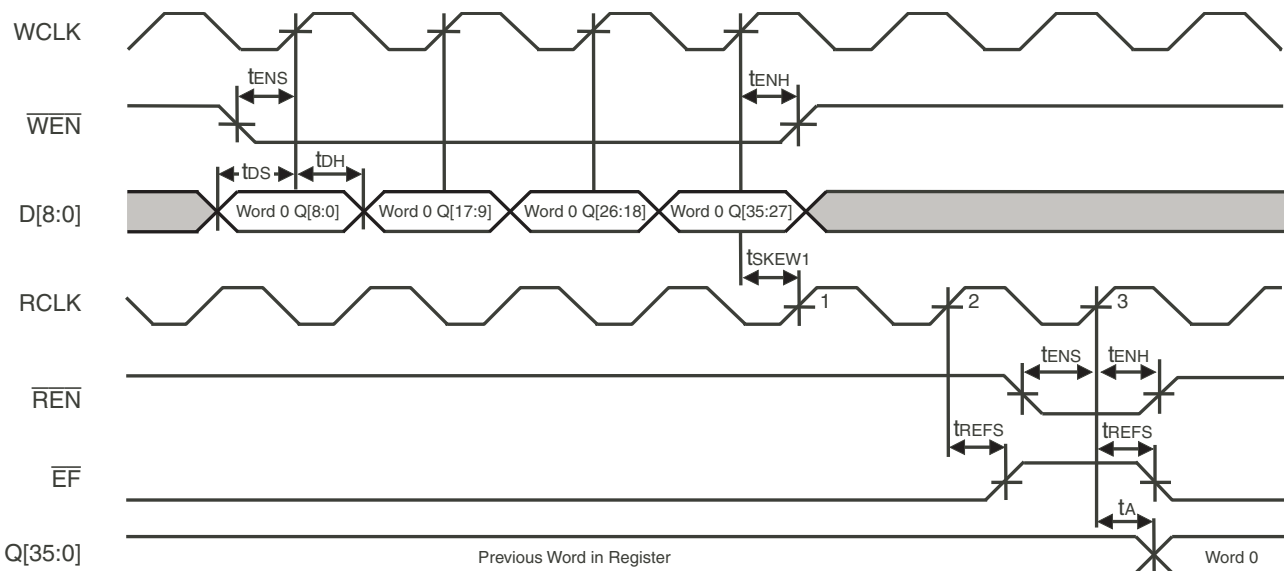 WCLK
tENS
tENH
WEN
tDS
tDH
D[8:0]
Word 0 Q[8:0]
Word 0 Q[17:9]
Word 0 Q[26:18]
Word 0 Q[35:27]
tSKEW1
RCLK
1
2
3
tENS
tENH
REN
tREFS
tREFS
EF
tA
Q[35:0]
Previous Word in Register
Word 0